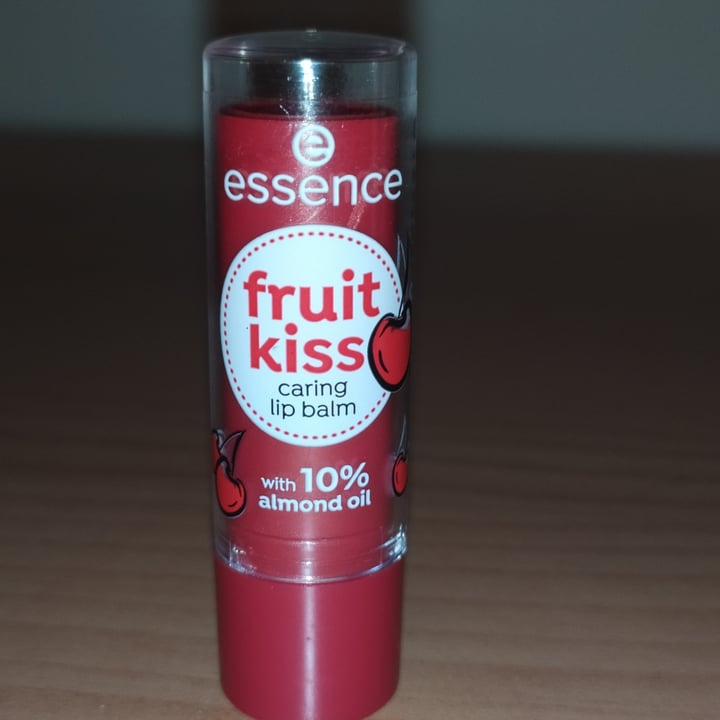 e
essence
fruit
kiss
caring
lip balm
with 10%
almond oil